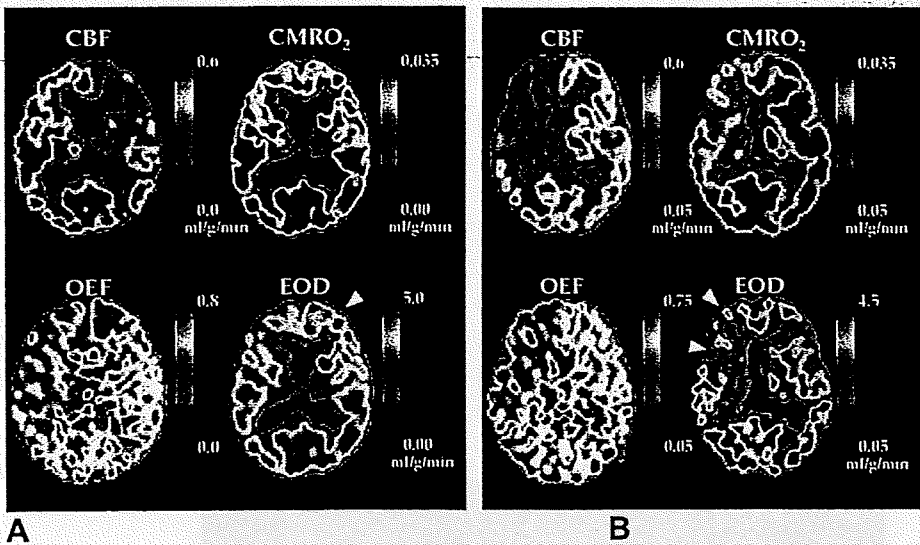 CBF
CMRO₂
0.6
0.035
0.0
ml/g/min
0.00
ml/g/min
OEF
EOD
0.8
5.0
0.0
0.00
ml/g/min
A
CBF
CMRO₂
0.6
0.035
0.05
ml/g/min
0.05
ml/g/min
OEF
EOD
0.75
4.5
0.05
0.05
ml/g/min
B